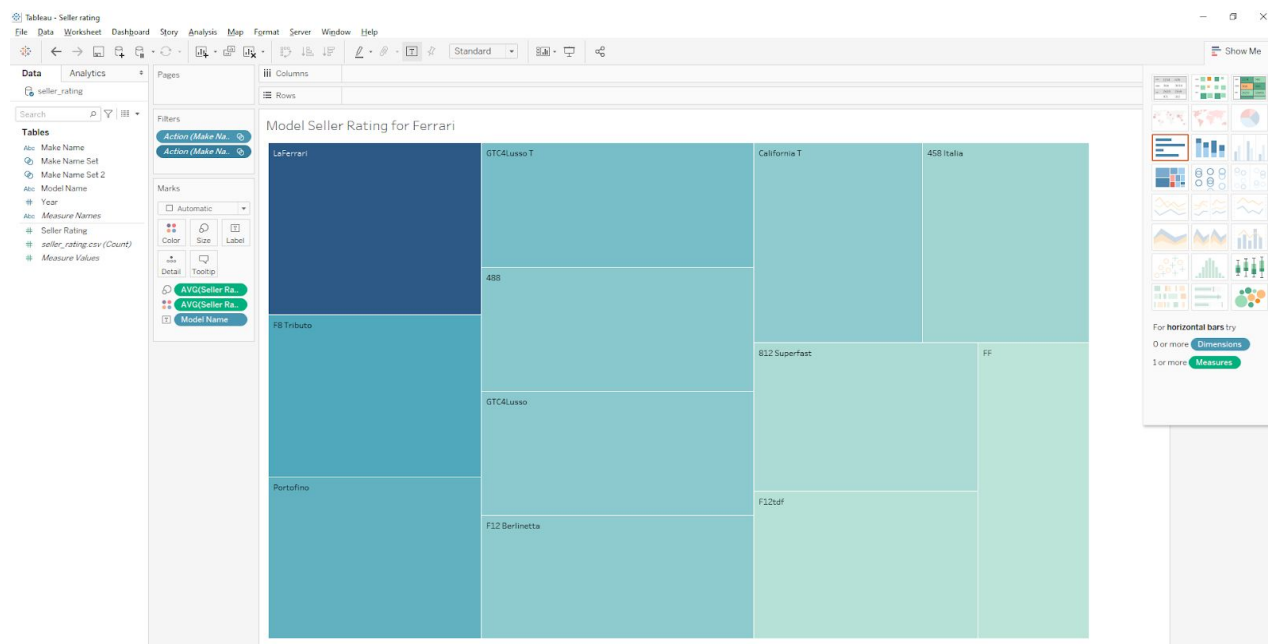 Tableau - Seller rating
File Data Worksheet Dashboard Story Analysis Map Format Server Window Help
Standard
Show Me
Data Analytics
seller_rating
Search
Tables
Abc Make Name
Make Name Set
Make Name Set 2
Abc Model Name
# Year
Abc Measure Names
# Seller Rating
# seller_rating.csv (Count)
# Measure Values
Pages
Filters
Action (Make Na..
Action (Make Na..
Marks
Automatic
Color Size Label
Detail Tooltip
AVG(Seller Ra..
AVG(Seller Ra..
Model Name
Columns
Rows
Model Seller Rating for Ferrari
LaFerrari
F8 Tributo
Portofino
GTC4Lusso T
488
GTC4Lusso
F12 Berlinetta
California T
458 Italia
812 Superfast
FF
F12tdf
For horizontal bars try
0 or more Dimensions
1 or more Measures